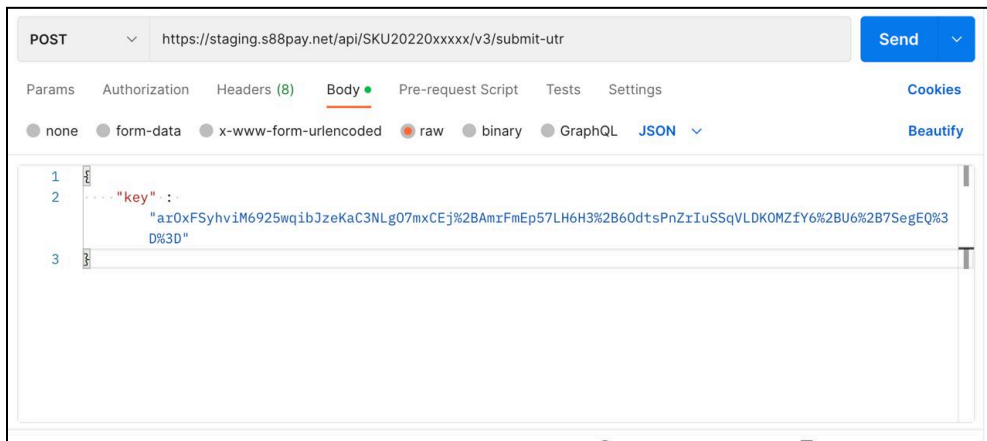 POST https://staging.s88pay.net/api/SKU20220xxxxx/v3/submit-utr Send
Params Authorization Headers (8) Body Pre-request Script Tests Settings Cookies
none form-data x-www-form-urlencoded raw binary GraphQL JSON Beautify
1 {
2 "key" :
"arOxFSyhviM6925wqibJzeKaC3NLgO7mxCEj%2BAmrFmEp57LH6H3%2B6OdtsPnZrIuSSqVLDKOMZfY6%2BU6%2B7SegEQ%3
D%3D"
3 }